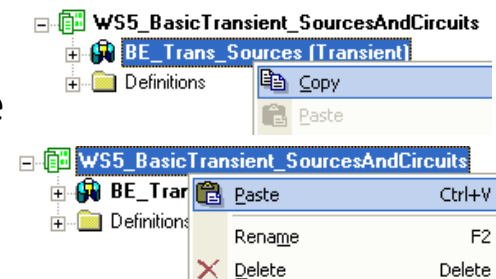 WS5_BasicTransient_SourcesAndCircuits
BE_Trans_Sources (Transient)
Definitions
Copy
Paste
e
WS5_BasicTransient_SourcesAndCircuits
BE_Tran
Definitions
Paste Ctrl+V
Rename F2
Delete Delete